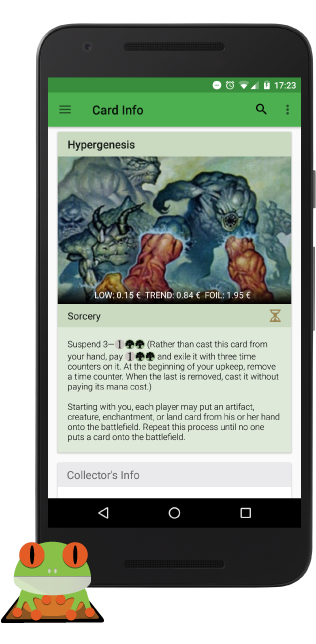 17:23
Card Info
Hypergenesis
LOW: 0.15 € TREND: 0.84 € FOIL: 1.95 €
Sorcery
Suspend 3—1 (Rather than cast this card from
your hand, pay 1 and exile it with three time
counters on it. At the beginning of your upkeep, remove
a time counter. When the last is removed, cast it without
paying its mana cost.)
Starting with you, each player may put an artifact,
creature, enchantment, or land card from his or her hand
onto the battlefield. Repeat this process until no one
puts a card onto the battlefield.
Collector's Info